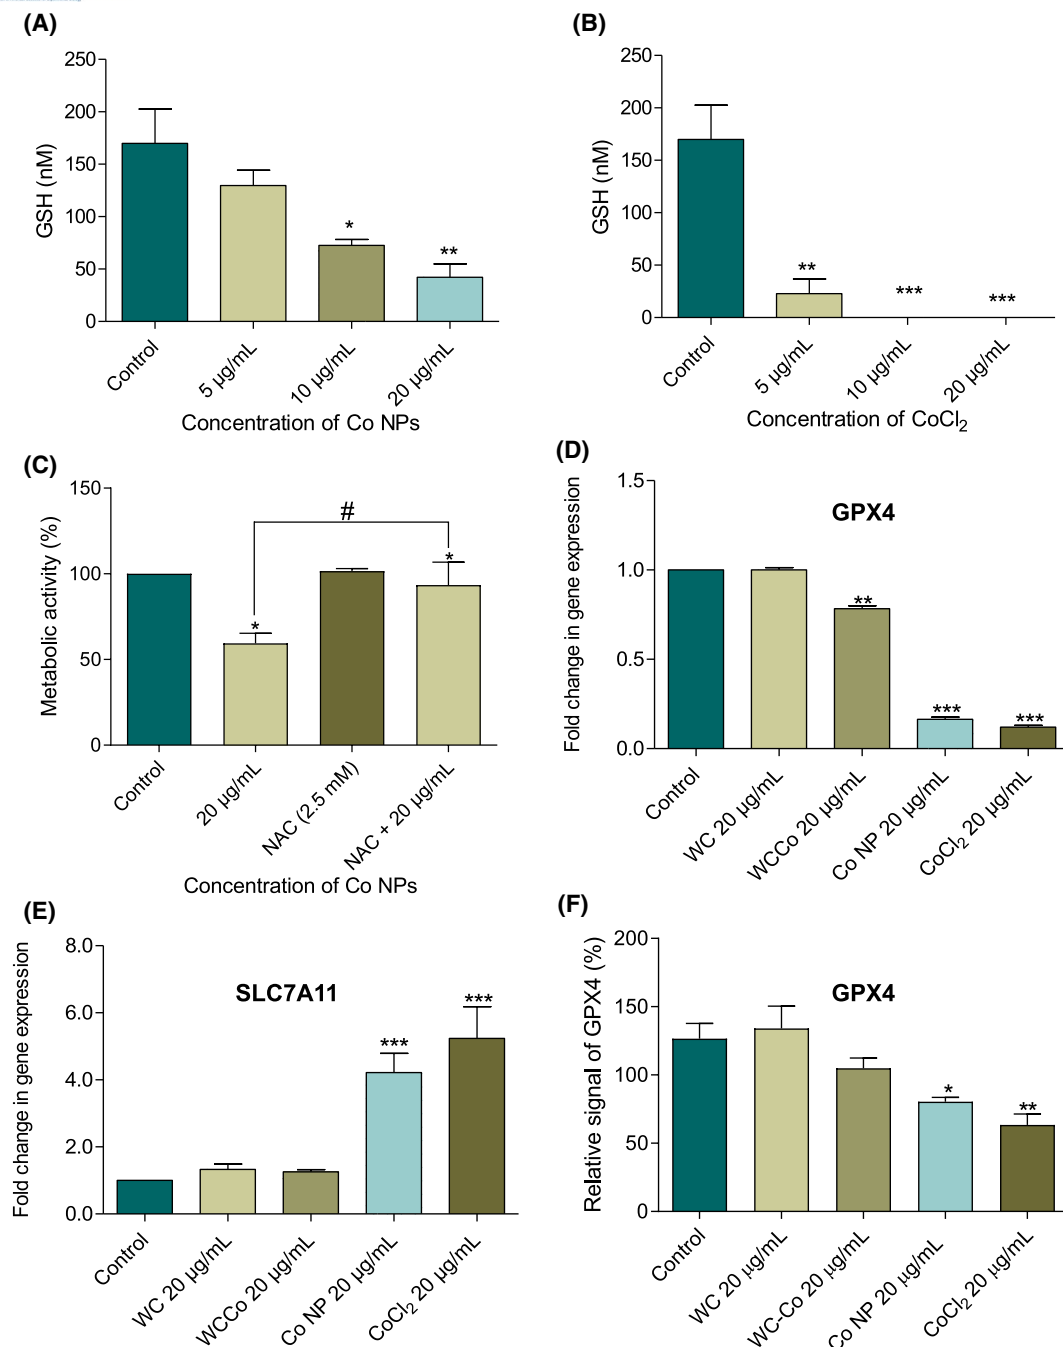 (A)
250
200
150
100
50
0
GSH (nM)
*
**
Control
5 µg/mL
10 µg/mL
20 µg/mL
Concentration of Co NPs
(B)
250
200
150
100
50
0
GSH (nM)
**
***
***
Control
5 µg/mL
10 µg/mL
20 µg/mL
Concentration of CoCl₂
(C)
150
100
50
0
Metabolic activity (%)
#
*
*
Control
20 µg/mL
NAC (2.5 mM)
NAC + 20 µg/mL
Concentration of Co NPs
(D)
1.5
1.0
0.5
0.0
Fold change in gene expression
GPX4
**
***
***
Control
WC 20 µg/mL
WCCo 20 µg/mL
Co NP 20 µg/mL
CoCl₂ 20 µg/mL
(E)
8.0
6.0
4.0
2.0
0.0
Fold change in gene expression
SLC7A11
***
***
Control
WC 20 µg/mL
WCCo 20 µg/mL
Co NP 20 µg/mL
CoCl₂ 20 µg/mL
(F)
200
150
100
50
0
Relative signal of GPX4 (%)
GPX4
*
**
Control
WC 20 µg/mL
WC-Co 20 µg/mL
Co NP 20 µg/mL
CoCl₂ 20 µg/mL